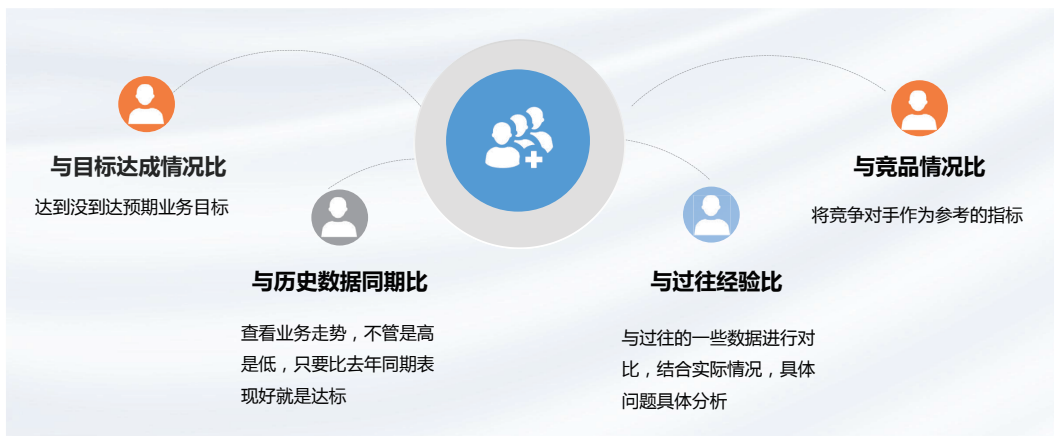 与目标达成情况比
达到没到达预期业务目标
与历史数据同期比
查看业务走势，不管是高
是低，只要比去年同期表
现好就是达标
与过往经验比
与过往的一些数据进行对
比，结合实际情况，具体
问题具体分析
与竞品情况比
将竞争对手作为参考的指标